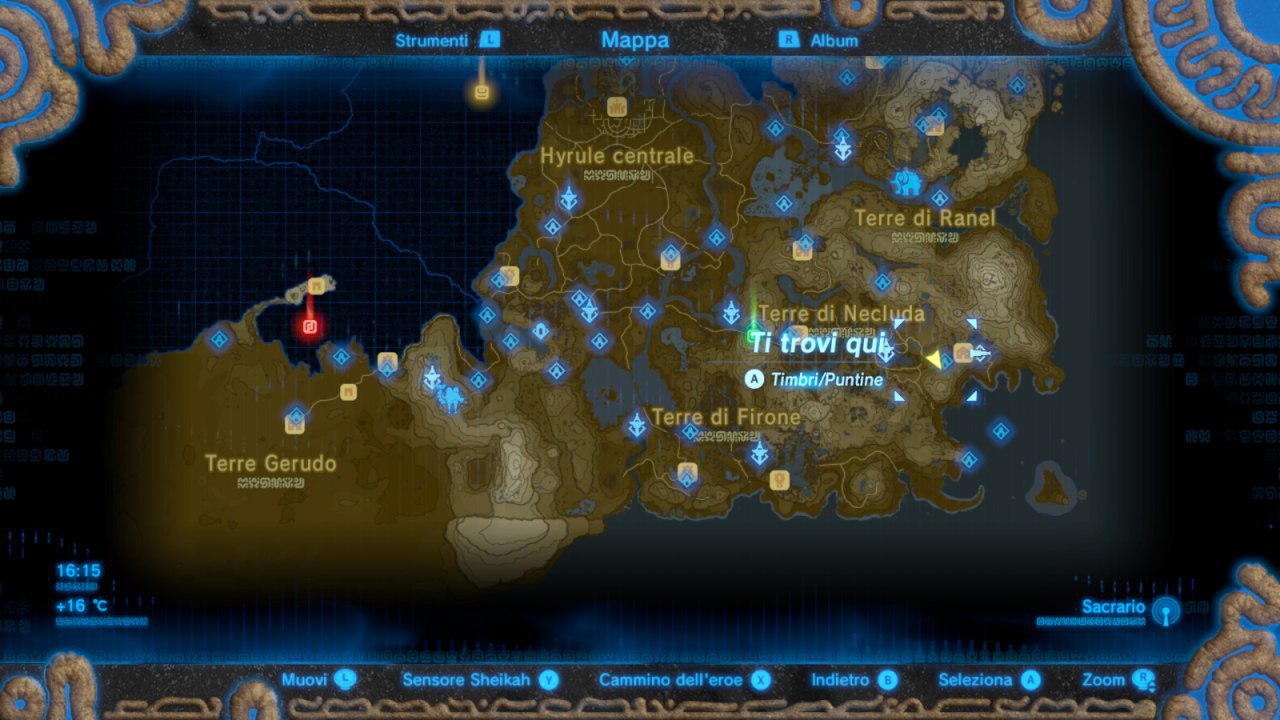 Strumenti L
Mappa
R Album
Hyrule centrale
Terre di Ranel
Terre di Necluda
Ti trovi qui
A Timbri/Puntine
Terre di Firone
Terre Gerudo
16:15
+16 °C
Sacrario
Muovi L
Sensore Sheikah Y
Cammino dell'eroe X
Indietro B
Seleziona A
Zoom R